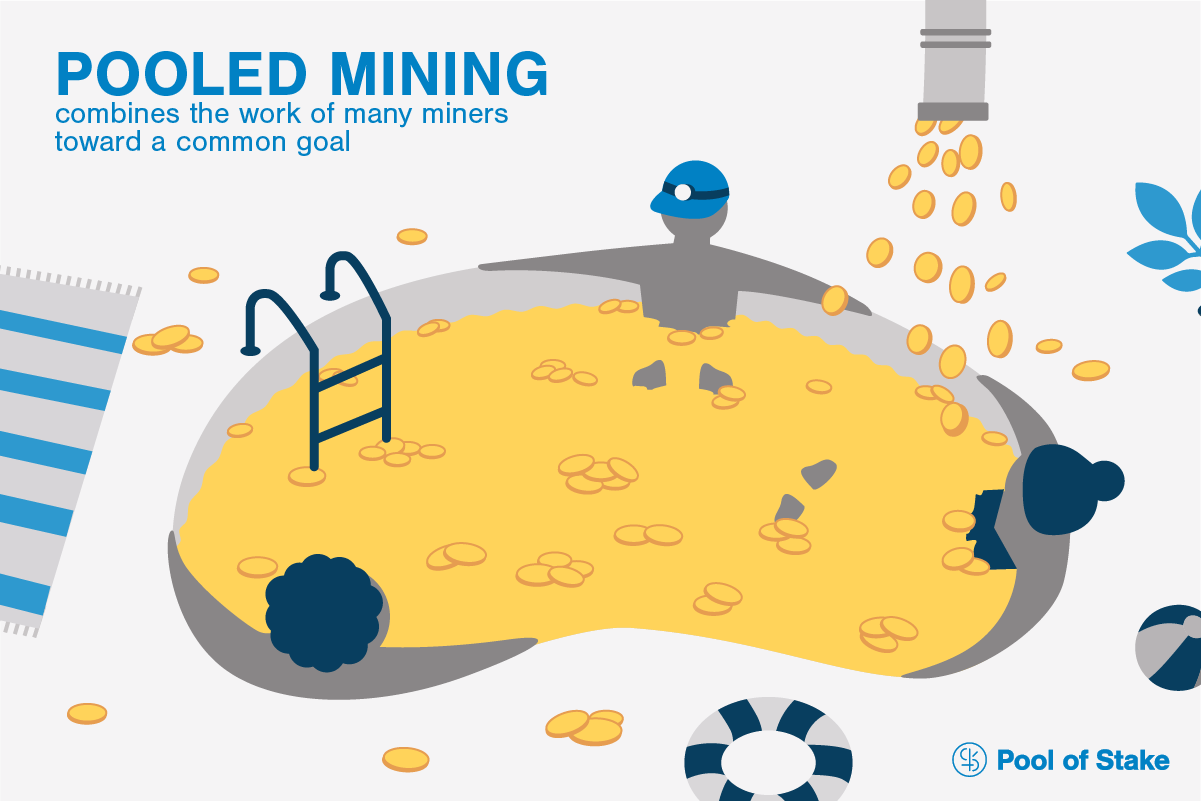 POOLED MINING
combines the work of many miners
toward a common goal
Pool of Stake